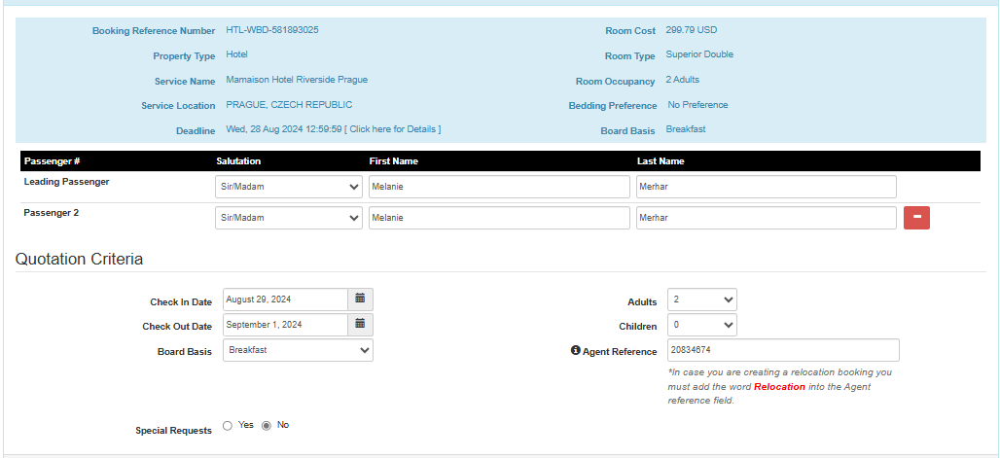 Booking Reference Number HTL-WBD-581893025 Room Cost 299.79 USD
Property Type Hotel Room Type Superior Double
Service Name Mamaison Hotel Riverside Prague Room Occupancy 2 Adults
Service Location PRAGUE, CZECH REPUBLIC Bedding Preference No Preference
Deadline Wed, 28 Aug 2024 12:59:59 [ Click here for Details ] Board Basis Breakfast
Passenger # Salutation First Name Last Name
Leading Passenger Sir/Madam Melanie Merhar
Passenger 2 Sir/Madam Melanie Merhar
Quotation Criteria
Check In Date August 29, 2024 Adults 2
Check Out Date September 1, 2024 Children 0
Board Basis Breakfast Agent Reference 20834674
*In case you are creating a relocation booking you
must add the word Relocation into the Agent
reference field.
Special Requests Yes No